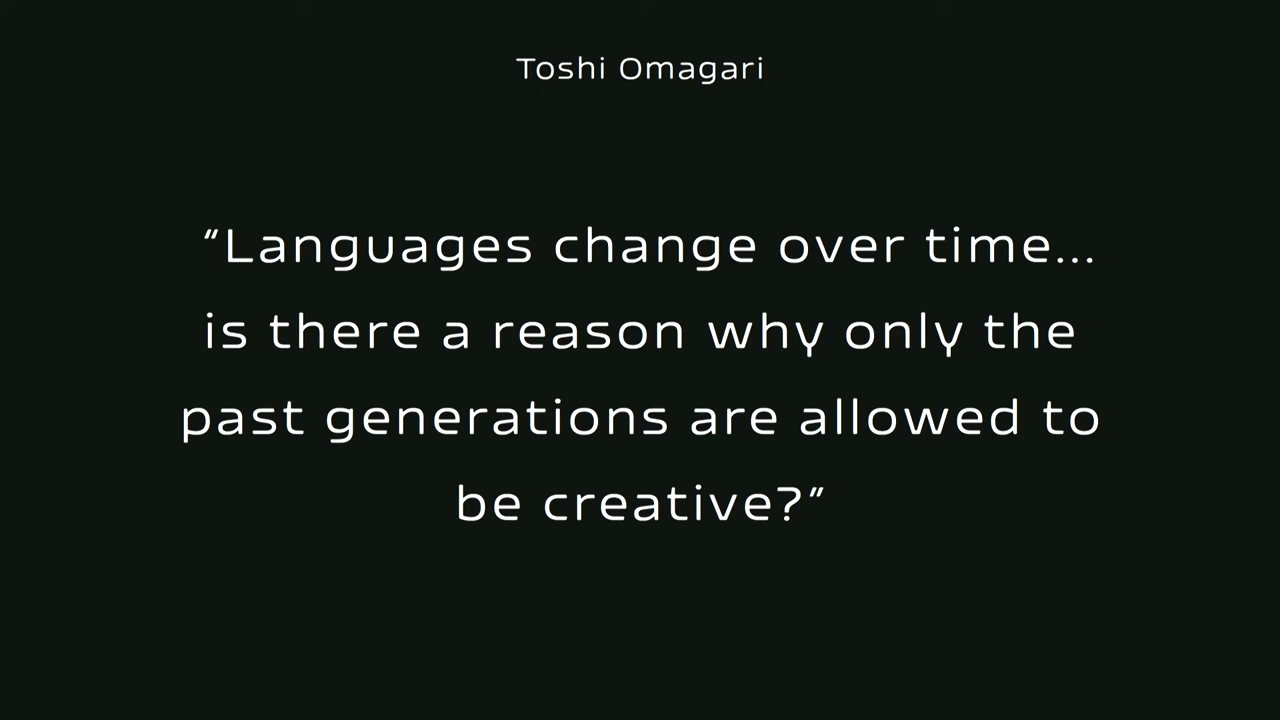 Toshi Omagari
“Languages change over time...
is there a reason why only the
past generations are allowed to
be creative?”